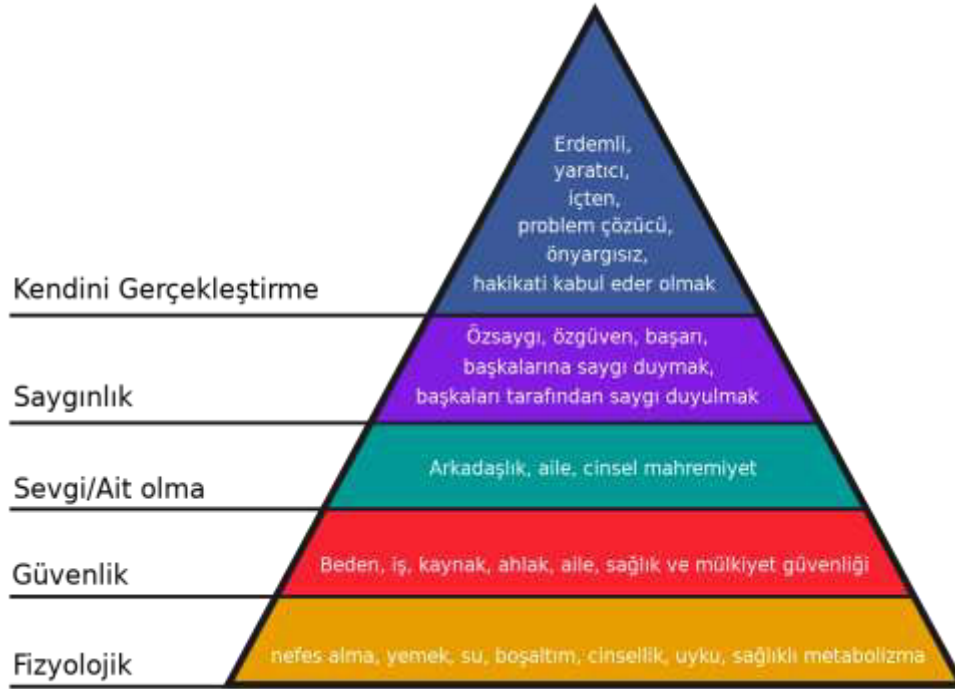 Erdemli,
yaratıcı,
içten,
problem çözücü,
önyargısız,
hakikati kabul eder olmak
Kendini Gerçekleştirme
Özsaygı, özgüven, başarı,
başkalarına saygı duymak,
başkaları tarafından saygı duyulmak
Saygınlık
Arkadaşlık, aile, cinsel mahremiyet
Sevgi/Ait olma
Beden, iş, kaynak, ahlak, aile, sağlık ve mülkiyet güvenliği
Güvenlik
nefes alma, yemek, su, boşaltım, cinsellik, uyku, sağlıklı metabolizma
Fizyolojik